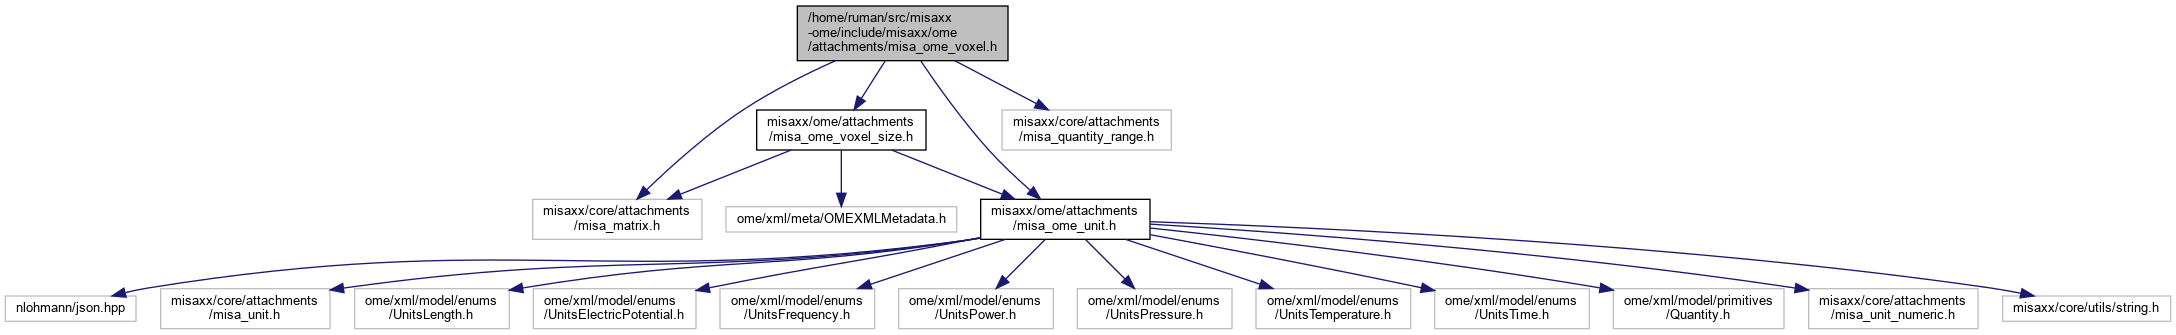 /home/ruman/src/misaxx
-ome/include/misaxx/ome
/attachments/misa_ome_voxel.h
misaxx/ome/attachments
/misa_ome_voxel_size.h
misaxx/core/attachments
/misa_quantity_range.h
misaxx/core/attachments
/misa_matrix.h
ome/xml/meta/OMEXMLMetadata.h
misaxx/ome/attachments
/misa_ome_unit.h
nlohmann/json.hpp
misaxx/core/attachments
/misa_unit.h
ome/xml/model/enums
/UnitsLength.h
ome/xml/model/enums
/UnitsElectricPotential.h
ome/xml/model/enums
/UnitsFrequency.h
ome/xml/model/enums
/UnitsPower.h
ome/xml/model/enums
/UnitsPressure.h
ome/xml/model/enums
/UnitsTemperature.h
ome/xml/model/enums
/UnitsTime.h
ome/xml/model/primitives
/Quantity.h
misaxx/core/attachments
/misa_unit_numeric.h
misaxx/core/utils/string.h